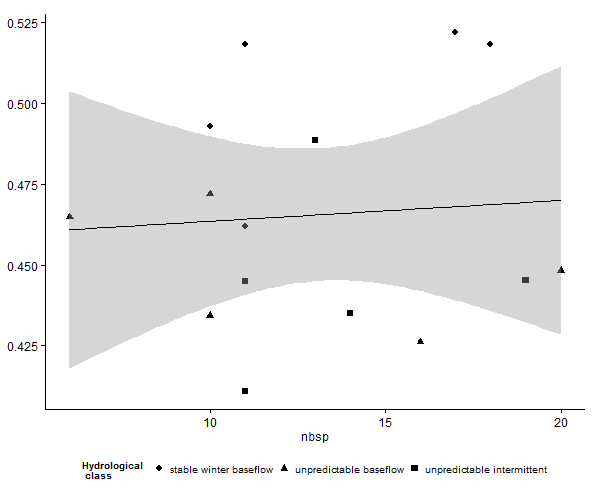 0.525
0.500
0.475
0.450
0.425
10 15 20
nbsp
Hydrological
class
stable winter baseflow unpredictable baseflow unpredictable intermittent